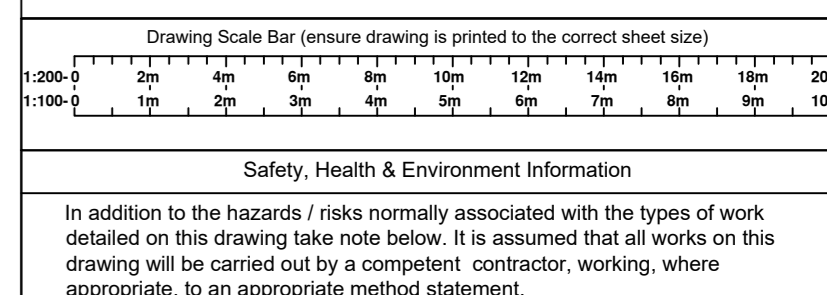 Drawing Scale Bar (ensure drawing is printed to the correct sheet size)
1:200- 0 2m 4m 6m 8m 10m 12m 14m 16m 18m 20
1:100- 0 1m 2m 3m 4m 5m 6m 7m 8m 9m 10
Safety, Health & Environment Information
In addition to the hazards / risks normally associated with the types of work
detailed on this drawing take note below. It is assumed that all works on this
drawing will be carried out by a competent contractor, working, where
appropriate, to an appropriate method statement.